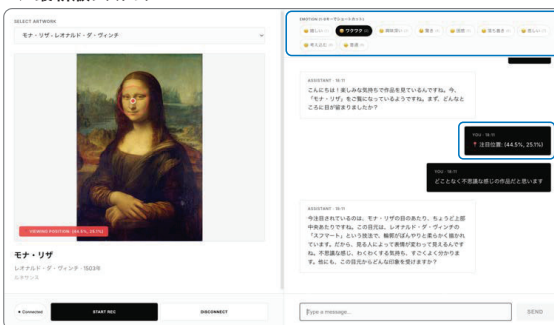 SELECT ARTWORK
モナ・リザ - レオナルド・ダ・ヴィンチ
VIEWING POSITION: (44.5%, 25.1%)
モナ・リザ
レオナルド・ダ・ヴィンチ · 1503年
Connected
START REC
DISCONNECT
ワクワク
ASSISTANT · 18:11
こんにちは！楽しみな気持ちで作品を見ているんですね。今、
「モナ・リザ」をご覧になっているようですね。まず、どんなと
ころに目が留まりましたか？
YOU · 18:11
注目位置: (44.5%, 25.1%)
YOU · 18:11
どことなく不思議な感じの作品だと思います
ASSISTANT · 18:11
今注目されているのは、モナ・リザの目のあたり、ちょうど上部
中央あたりですね。この目元は、レオナルド・ダ・ヴィンチの
「スフマート」という技法で、輪郭がぼんやりと柔らかく描かれ
ています。だから、見る人によって表情が変わって見えるんです
ね。不思議な感じ、わくわくする気持ち、すごくよく分かりま
す。他にも、この目元からどんな印象を受けますか？
Type a message...
SEND